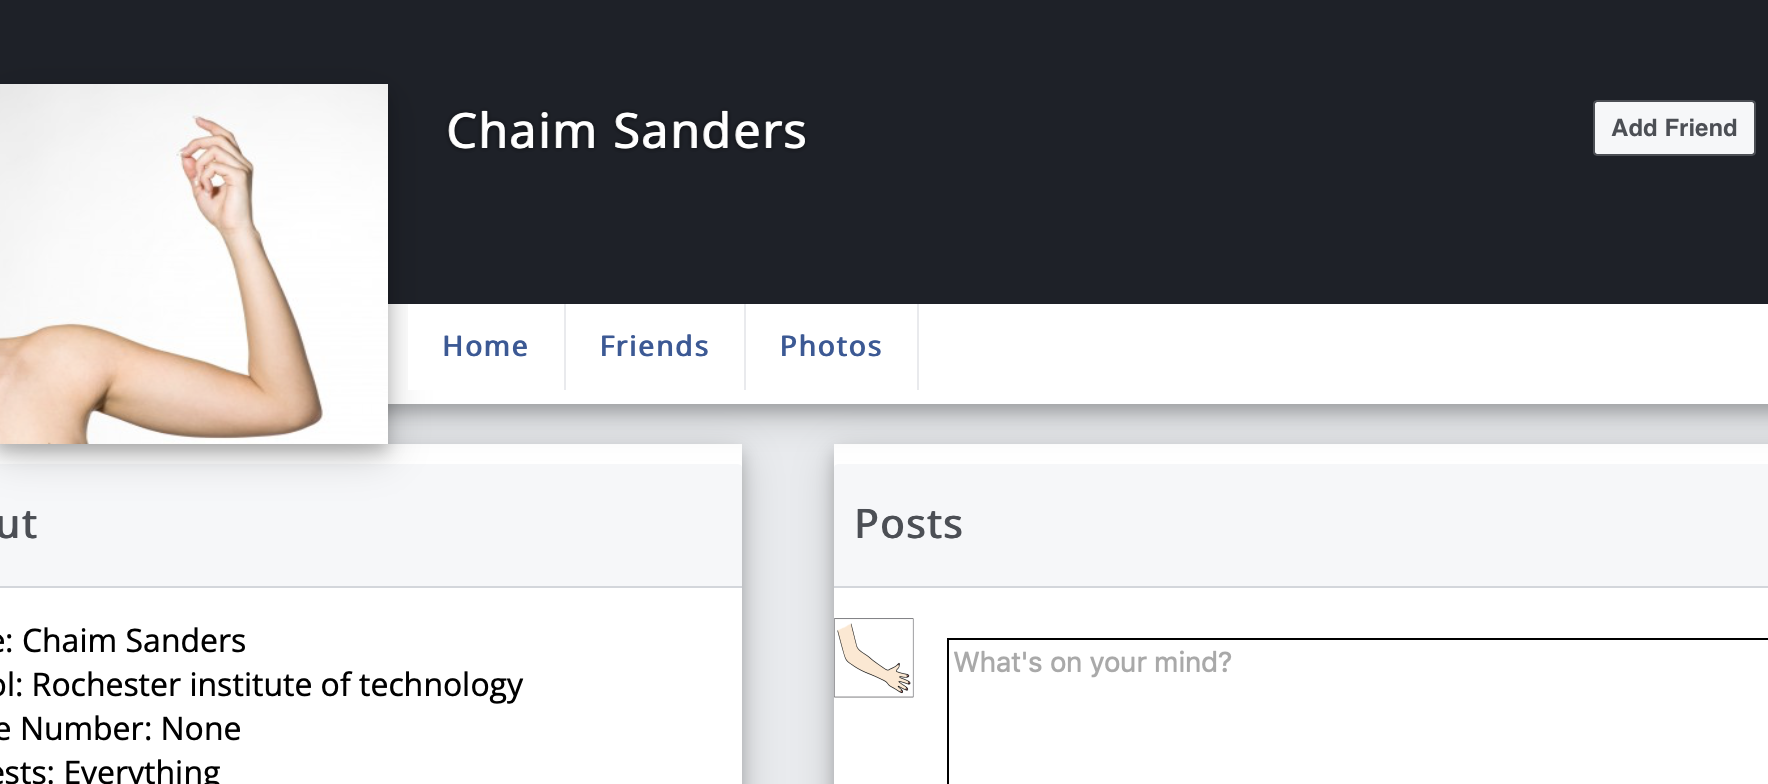 Chaim Sanders
Add Friend
Home
Friends
Photos
ut
e: Chaim Sanders
ol: Rochester institute of technology
e Number: None
ests: Everything
Posts
What's on your mind?